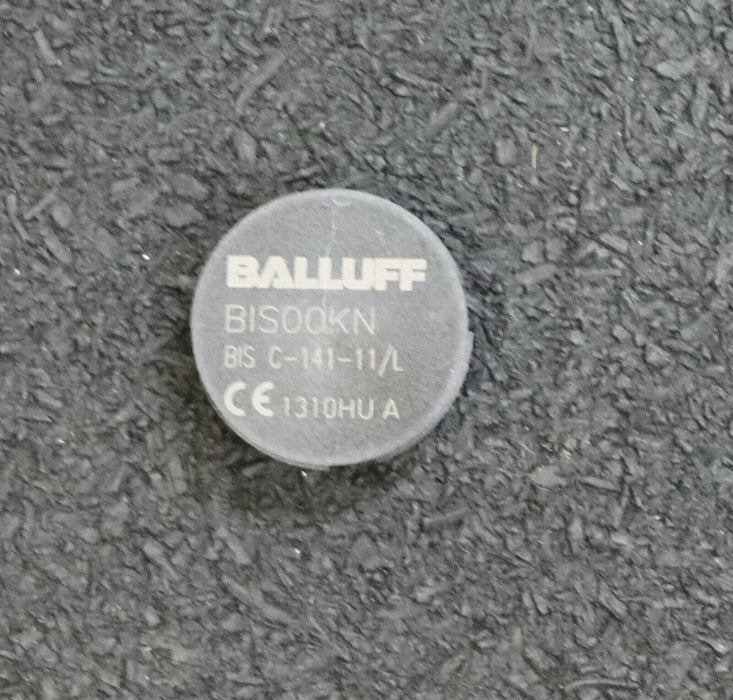 BALLUFF
BIS00KN
BIS C-141-11/L
CE 1310HU A